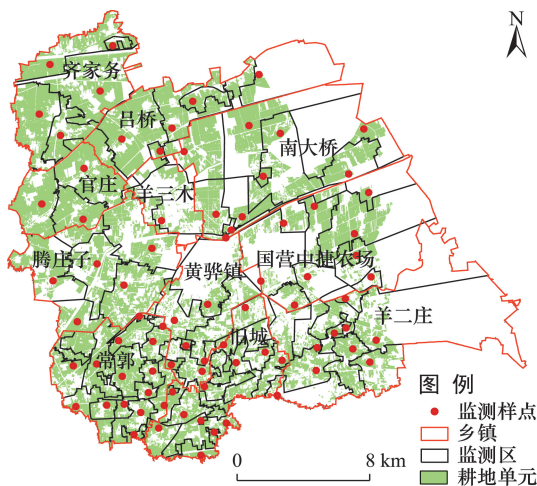 N
齐家务
吕桥
南大桥
官庄
羊三木
腾庄子
黄骅镇
国营中捷农场
羊二庄
旧城
常郭
图 例
监测样点
乡镇
监测区
耕地单元
0 8 km